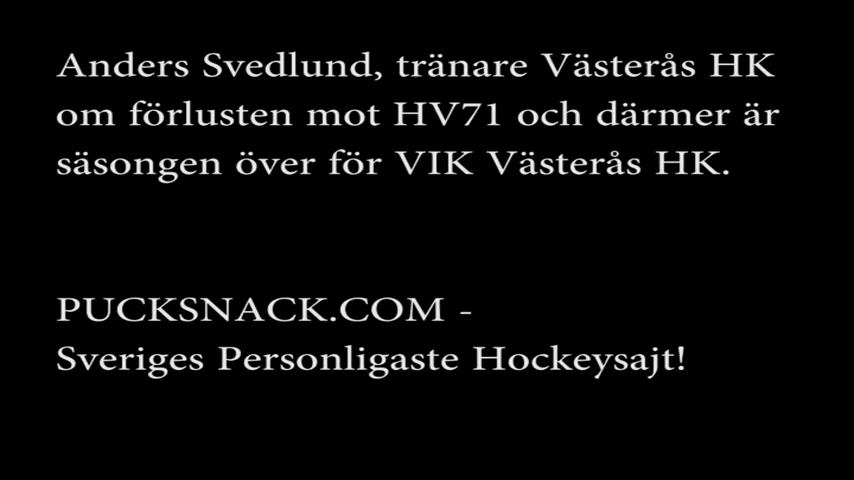 Anders Svedlund, tränare Västerås HK
om förlusten mot HV71 och därmer är
säsongen över för VIK Västerås HK.
PUCKSNACK.COM -
Sveriges Personligaste Hockeysajt!